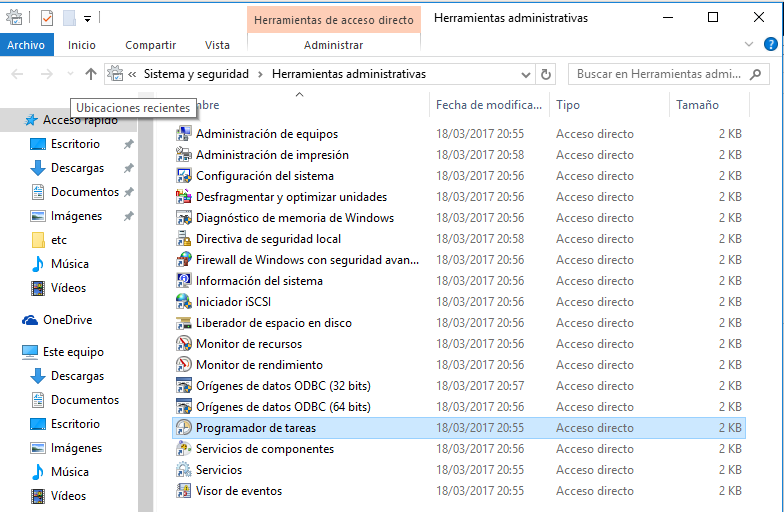 Herramientas de acceso directo
Herramientas administrativas
Archivo Inicio Compartir Vista Administrar
« Sistema y seguridad > Herramientas administrativas
Buscar en Herramientas admi...
Ubicaciones recientes
bre Fecha de modifica... Tipo Tamaño
Acceso rápido
Escritorio
Descargas
Documentos
Imágenes
etc
Música
Vídeos
OneDrive
Este equipo
Descargas
Documentos
Escritorio
Imágenes
Música
Vídeos
Administración de equipos 18/03/2017 20:55 Acceso directo 2 KB
Administración de impresión 18/03/2017 20:58 Acceso directo 2 KB
Configuración del sistema 18/03/2017 20:56 Acceso directo 2 KB
Desfragmentar y optimizar unidades 18/03/2017 20:56 Acceso directo 2 KB
Diagnóstico de memoria de Windows 18/03/2017 20:56 Acceso directo 2 KB
Directiva de seguridad local 18/03/2017 20:58 Acceso directo 2 KB
Firewall de Windows con seguridad avan... 18/03/2017 20:56 Acceso directo 2 KB
Información del sistema 18/03/2017 20:56 Acceso directo 2 KB
Iniciador iSCSI 18/03/2017 20:56 Acceso directo 2 KB
Liberador de espacio en disco 18/03/2017 20:56 Acceso directo 2 KB
Monitor de recursos 18/03/2017 20:56 Acceso directo 2 KB
Monitor de rendimiento 18/03/2017 20:56 Acceso directo 2 KB
Orígenes de datos ODBC (32 bits) 18/03/2017 20:57 Acceso directo 2 KB
Orígenes de datos ODBC (64 bits) 18/03/2017 20:56 Acceso directo 2 KB
Programador de tareas 18/03/2017 20:55 Acceso directo 2 KB
Servicios de componentes 18/03/2017 20:56 Acceso directo 2 KB
Servicios 18/03/2017 20:55 Acceso directo 2 KB
Visor de eventos 18/03/2017 20:55 Acceso directo 2 KB